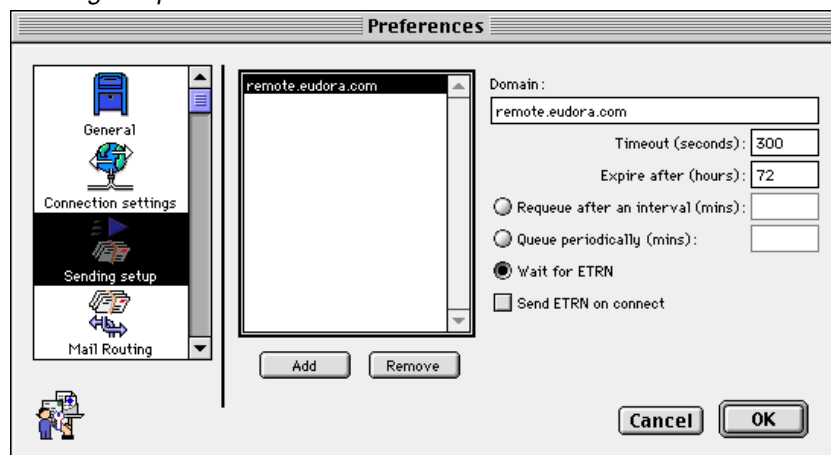 Preferences
General
Connection settings
Sending setup
Mail Routing
remote.eudora.com
Add
Remove
Domain:
remote.eudora.com
Timeout (seconds): 300
Expire after (hours): 72
Requeue after an interval (mins):
Queue periodically (mins):
Wait for ETRN
Send ETRN on connect
Cancel
OK